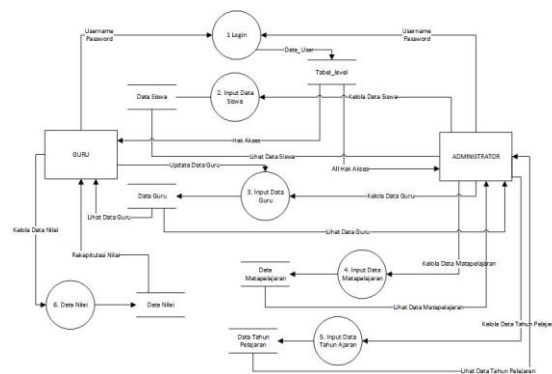 Username
Password
1 Login
Username
Password
Data_User
Tabel_level
Data Siswa
2. Input Data
Siswa
Kelola Data Siswa
Hak Akses
GURU
Lihat Data Siswa
ADMINISTRATOR
Update Data Guru
All Hak Akses
Data Guru
3. Input Data
Guru
Kelola Data Guru
Lihat Data Guru
Kelola Data Nilai
Lihat Data Guru
Rekapitulasi Nilai
Data
Matapelajaran
4. Input Data
Matapelajaran
Kelola Data Matapelajaran
6. Data Nilai
Data Nilai
Lihat Data Matapelajaran
Kelola Data Tahun Pelajar
Data Tahun
Pelajaran
5. Input Data
Tahun Ajaran
Lihat Data Tahun Pelajaran